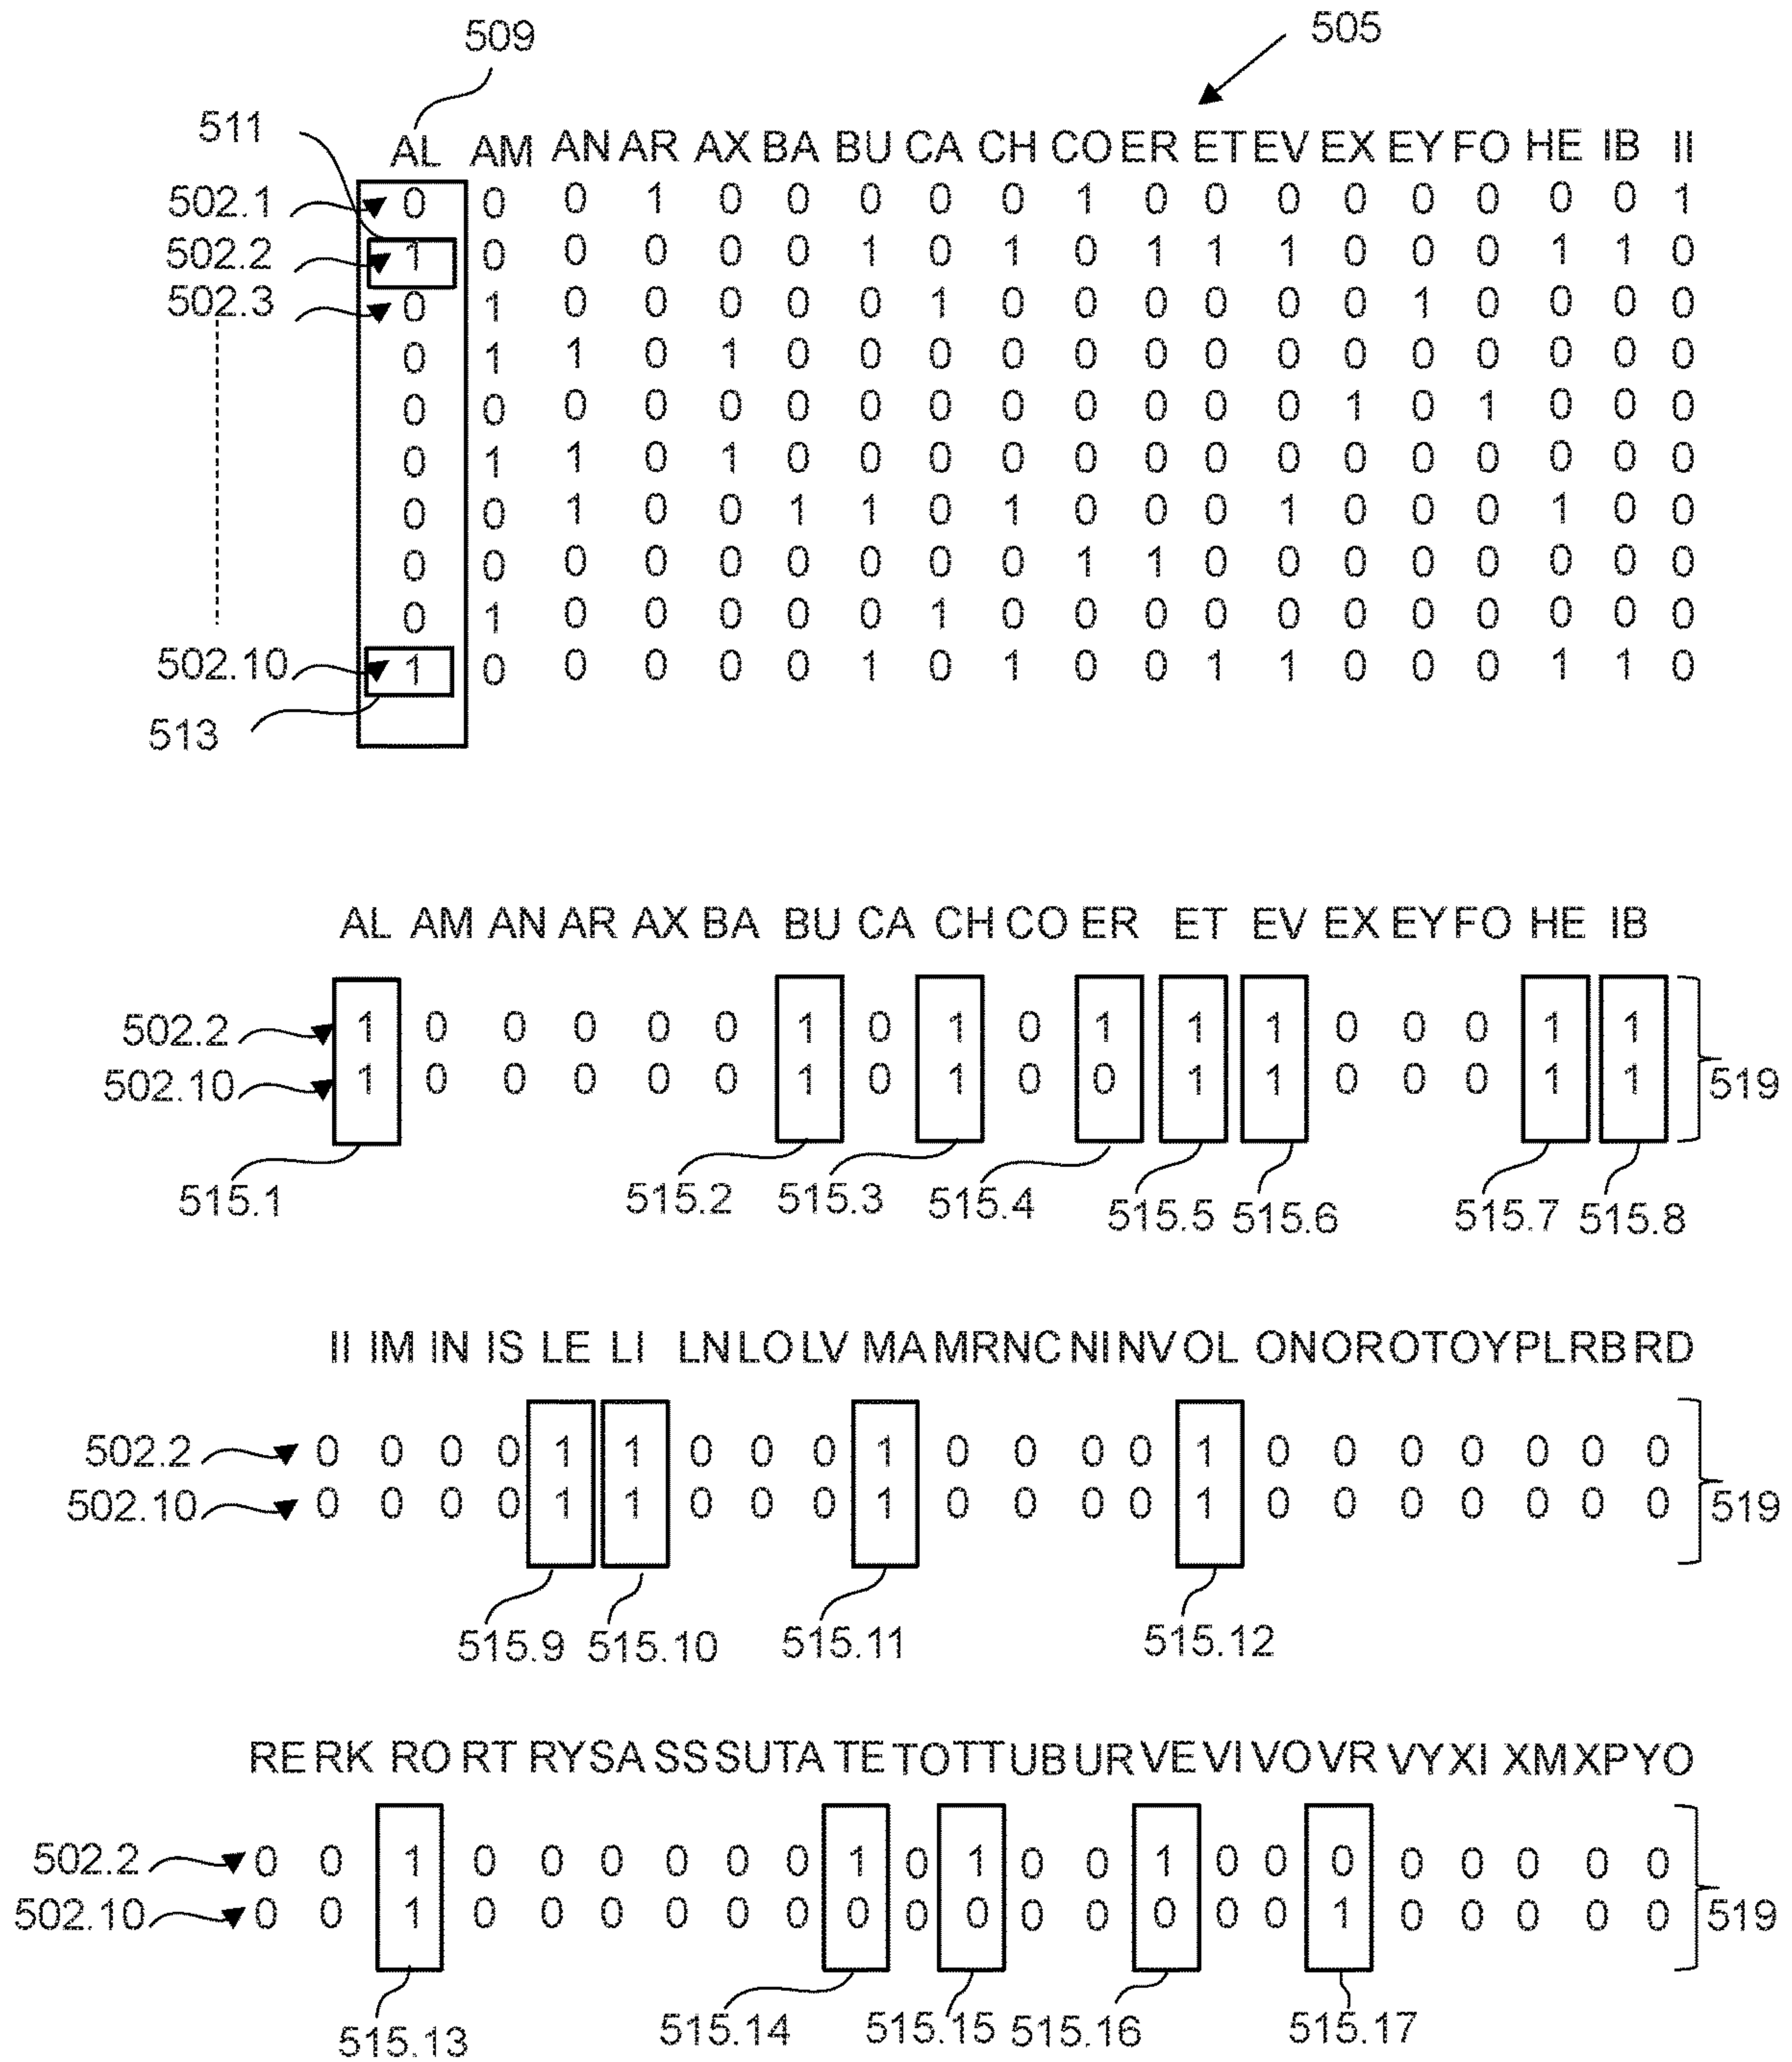 509
505
511
AL AM AN AR AX BA BU CA CH CO ER ET EV EX EY FO HE IB II
502.1 0 0 0 1 0 0 0 0 0 1 0 0 0 0 0 0 0 0 1
502.2 1 0 0 0 0 0 1 0 1 0 1 1 1 0 0 0 1 1 0
502.3 0 1 0 0 0 0 0 1 0 0 0 0 0 0 1 0 0 0 0
0 1 1 0 1 0 0 0 0 0 0 0 0 0 0 0 0 0 0
0 0 0 0 0 0 0 0 0 0 0 0 0 1 0 1 0 0 0
0 1 1 0 1 0 0 0 0 0 0 0 0 0 0 0 0 0 0
0 0 1 0 0 1 1 0 1 0 0 0 1 0 0 0 1 0 0
0 0 0 0 0 0 0 0 0 1 1 0 0 0 0 0 0 0 0
0 1 0 0 0 0 0 1 0 0 0 0 0 0 0 0 0 0 0
502.10 1 0 0 0 0 0 1 0 1 0 0 1 1 0 0 0 1 1 0
513
AL AM AN AR AX BA BU CA CH CO ER ET EV EX EY FO HE IB
502.2 1 0 0 0 0 0 1 0 1 0 1 1 1 0 0 0 1 1
502.10 1 0 0 0 0 0 1 0 1 0 0 1 1 0 0 0 1 1 519
515.1 515.2 515.3 515.4 515.5 515.6 515.7 515.8
II IM IN IS LE LI LN LO LV MA MR NC NI NV OL ON OR OT OY PL RB RD
502.2 0 0 0 0 1 1 0 0 0 1 0 0 0 0 1 0 0 0 0 0 0 0
502.10 0 0 0 0 1 1 0 0 0 1 0 0 0 0 1 0 0 0 0 0 0 0 519
515.9 515.10 515.11 515.12
RE RK RO RT RY SA SS SU TA TE TO TT UB UR VE VI VO VR VY XI XM XP YO
502.2 0 0 1 0 0 0 0 0 0 1 0 1 0 0 1 0 0 0 0 0 0 0 0
502.10 0 0 1 0 0 0 0 0 0 0 0 0 0 0 0 0 0 1 0 0 0 0 0 519
515.13 515.14 515.15 515.16 515.17